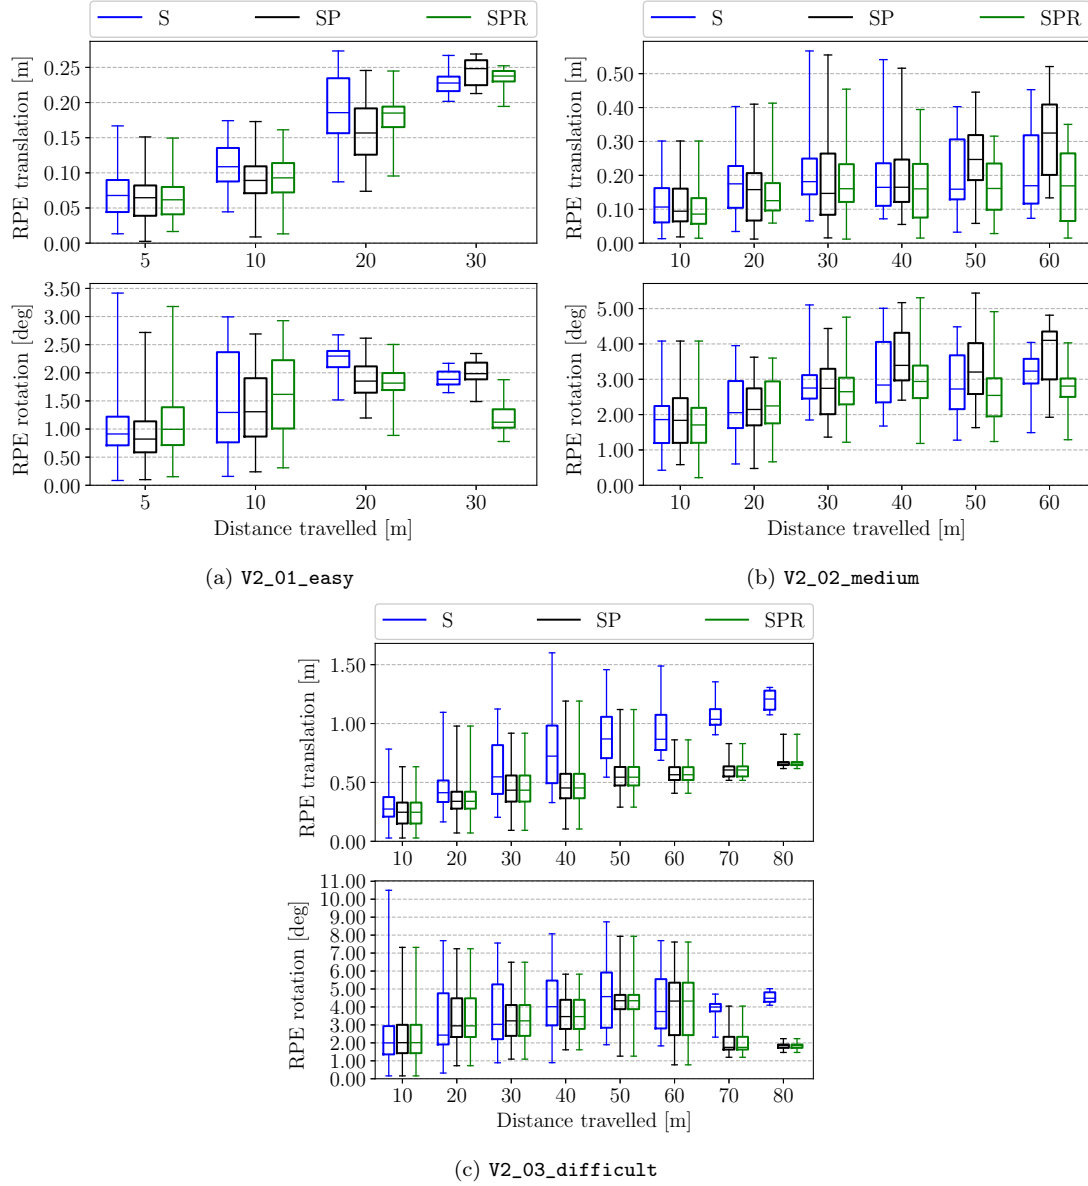 S SP SPR
S SP SPR
RPE translation [m]
0.25
0.20
0.15
0.10
0.05
0.00
5 10 20 30
RPE translation [m]
0.50
0.40
0.30
0.20
0.10
0.00
10 20 30 40 50 60
RPE rotation [deg]
3.50
3.00
2.50
2.00
1.50
1.00
0.50
0.00
5 10 20 30
Distance travelled [m]
RPE rotation [deg]
5.00
4.00
3.00
2.00
1.00
0.00
10 20 30 40 50 60
Distance travelled [m]
(a) V2_01_easy
(b) V2_02_medium
S SP SPR
RPE translation [m]
1.50
1.00
0.50
0.00
10 20 30 40 50 60 70 80
RPE rotation [deg]
11.00
10.00
9.00
8.00
7.00
6.00
5.00
4.00
3.00
2.00
1.00
0.00
10 20 30 40 50 60 70 80
Distance travelled [m]
(c) V2_03_difficult